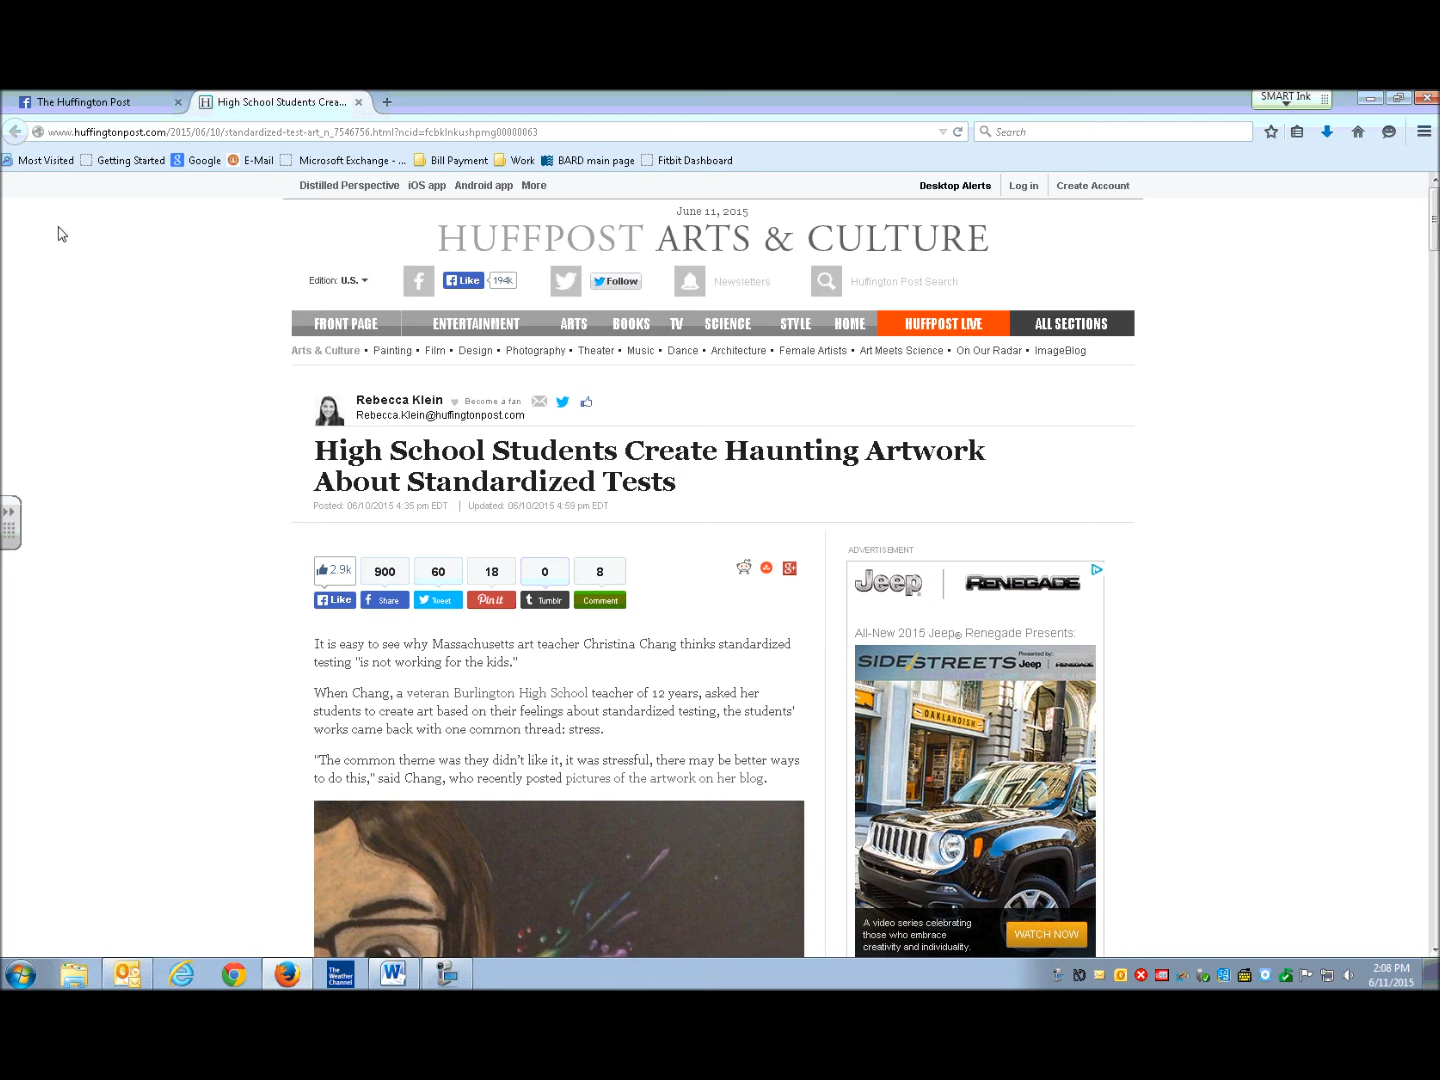 The Huffington Post
High School Students Crea...
SMART Ink
www.huffingtonpost.com/2015/06/10/standardized-test-art_n_7546756.html?ncid=fcbklnkushpmg00000063
Search
Most Visited Getting Started Google E-Mail Microsoft Exchange - ... Bill Payment Work BARD main page Fitbit Dashboard
Distilled Perspective iOS app Android app More
Desktop Alerts Log in Create Account
June 11, 2015
HUFFPOST ARTS & CULTURE
Edition: U.S. Like 194k Follow Newsletters Huffington Post Search
FRONT PAGE ENTERTAINMENT ARTS BOOKS TV SCIENCE STYLE HOME HUFFPOST LIVE ALL SECTIONS
Arts & Culture • Painting • Film • Design • Photography • Theater • Music • Dance • Architecture • Female Artists • Art Meets Science • On Our Radar • ImageBlog
Rebecca Klein Become a fan
Rebecca.Klein@huffingtonpost.com
High School Students Create Haunting Artwork
About Standardized Tests
Posted: 06/10/2015 4:35 pm EDT | Updated: 06/10/2015 4:59 pm EDT
2.9k 900 60 18 0 8
Like Share Tweet Pin it Tumblr Comment
It is easy to see why Massachusetts art teacher Christina Chang thinks standardized
testing "is not working for the kids."
When Chang, a veteran Burlington High School teacher of 12 years, asked her
students to create art based on their feelings about standardized testing, the students'
works came back with one common thread: stress.
"The common theme was they didn't like it, it was stressful, there may be better ways
to do this," said Chang, who recently posted pictures of the artwork on her blog.
ADVERTISEMENT
Jeep RENEGADE
All-New 2015 Jeep® Renegade Presents:
SIDE/STREETS Presented by: Jeep RENEGADE
OAKLANDISH
A video series celebrating
those who embrace
creativity and individuality.
WATCH NOW
The Weather Channel
2:08 PM
6/11/2015